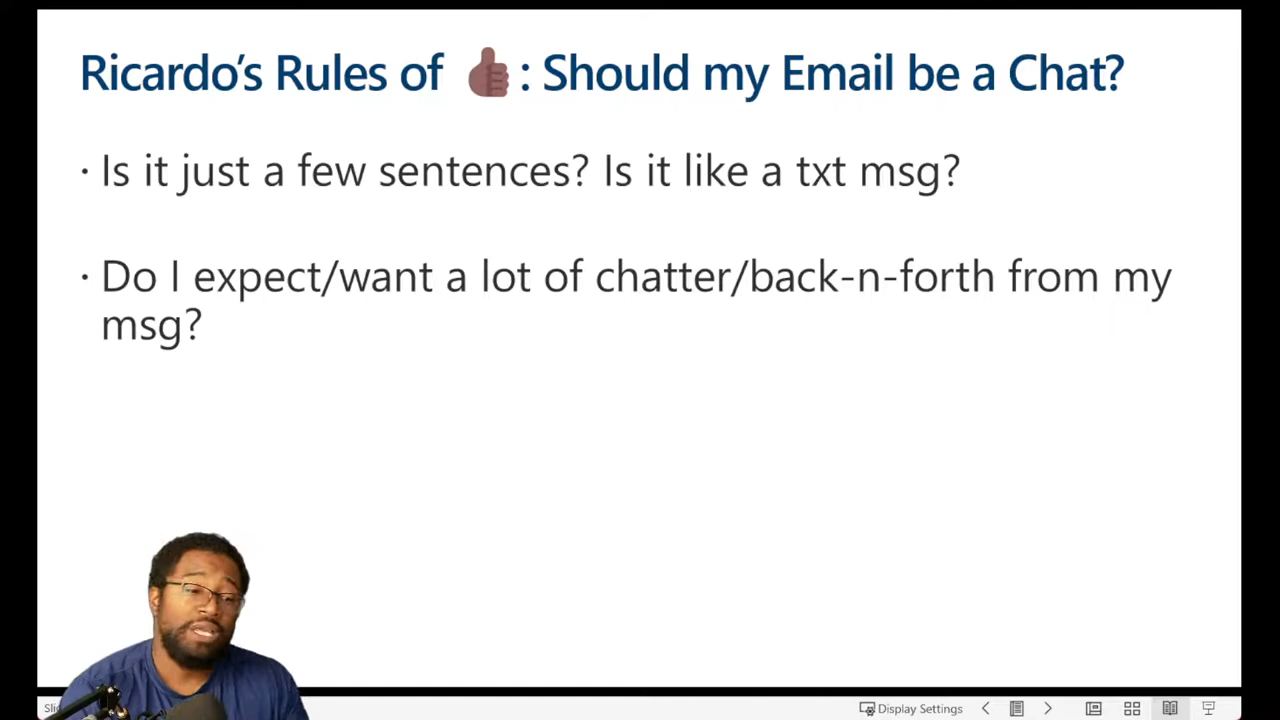 Ricardo's Rules of 👍🏾: Should my Email be a Chat?
· Is it just a few sentences? Is it like a txt msg?
· Do I expect/want a lot of chatter/back-n-forth from my
msg?
Display Settings